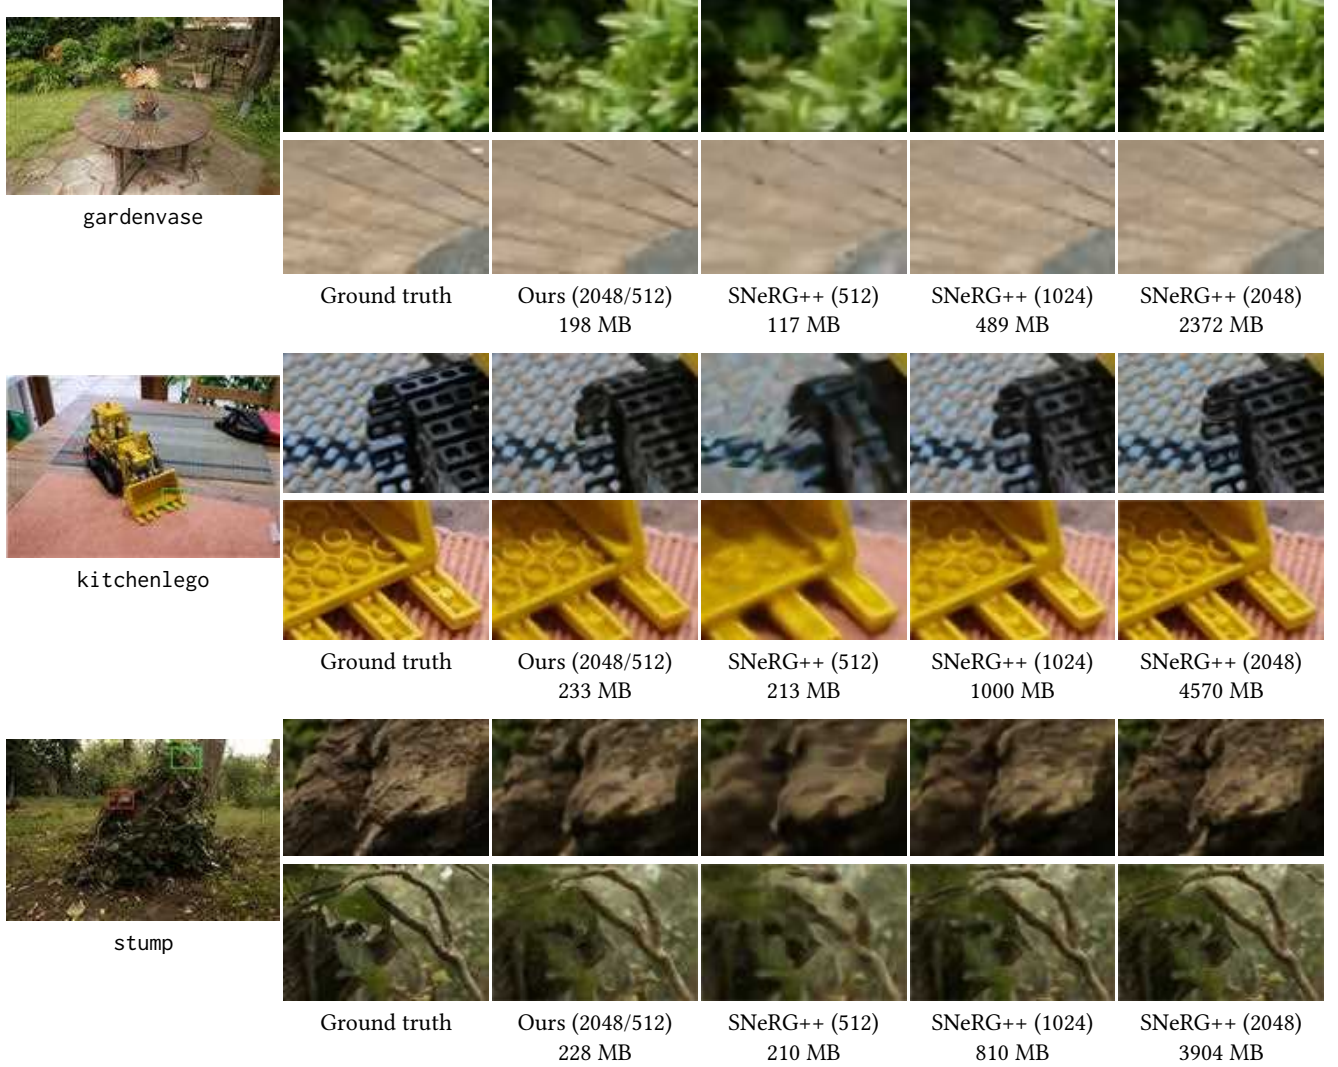 gardenvase
Ground truth
Ours (2048/512)
198 MB
SNeRG++ (512)
117 MB
SNeRG++ (1024)
489 MB
SNeRG++ (2048)
2372 MB
kitchenlego
Ground truth
Ours (2048/512)
233 MB
SNeRG++ (512)
213 MB
SNeRG++ (1024)
1000 MB
SNeRG++ (2048)
4570 MB
stump
Ground truth
Ours (2048/512)
228 MB
SNeRG++ (512)
210 MB
SNeRG++ (1024)
810 MB
SNeRG++ (2048)
3904 MB